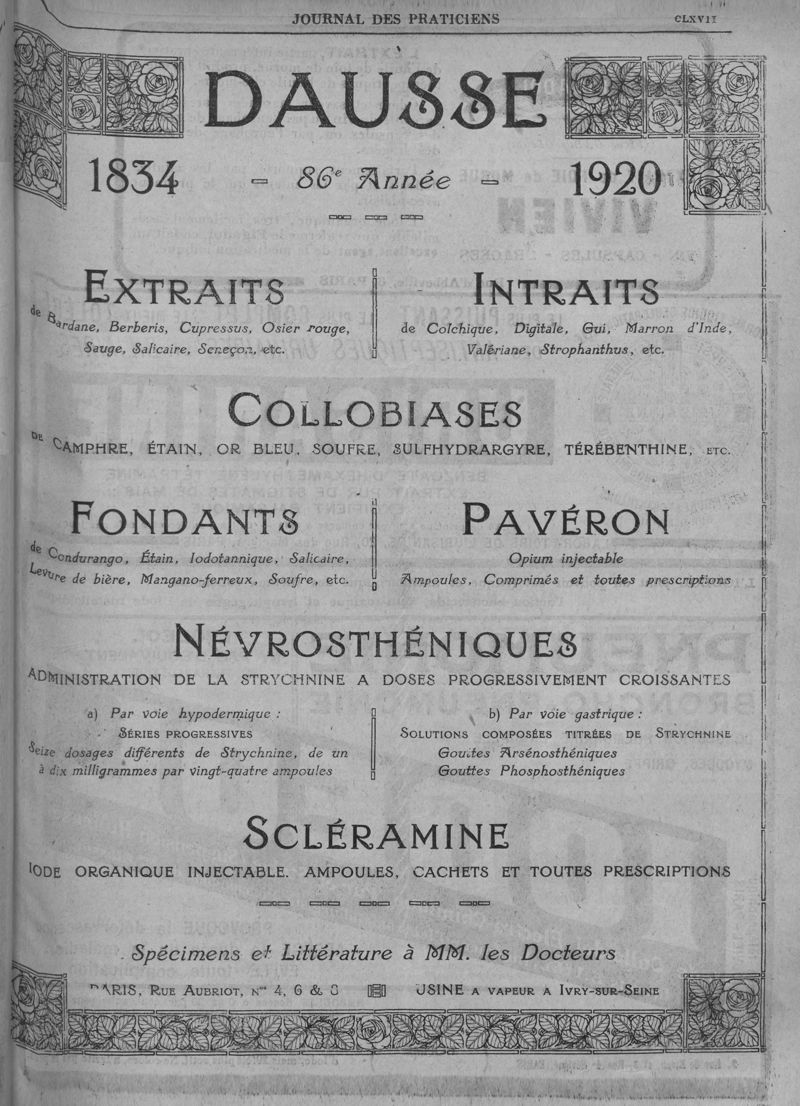 JOURNAL DES PRATICIENS CLXVII
DAUSSE
1834 - 86e Année - 1920
EXTRAITS
de Bardane, Berberis, Cupressus, Osier rouge,
Sauge, Salicaire, Seneçon, etc.
INTRAITS
de Colchique, Digitale, Gui, Marron d'Inde,
Valériane, Strophanthus, etc.
COLLOBIASES
DE CAMPHRE, ÉTAIN, OR BLEU, SOUFRE, SULFHYDRARGYRE, TÉRÉBENTHINE, ETC.
FONDANTS
de Condurango, Étain, Iodotannique, Salicaire,
Levure de bière, Mangano-ferreux, Soufre, etc.
PAVÉRON
Opium injectable
Ampoules, Comprimés et toutes prescriptions
NÉVROSTHÉNIQUES
ADMINISTRATION DE LA STRYCHNINE A DOSES PROGRESSIVEMENT CROISSANTES
a) Par voie hypodermique :
SÉRIES PROGRESSIVES
Seize dosages différents de Strychnine, de un
à dix milligrammes par vingt-quatre ampoules
b) Par voie gastrique :
SOLUTIONS COMPOSÉES TITRÉES DE STRYCHNINE
Gouttes Arsénosthéniques
Gouttes Phosphosthéniques
SCLÉRAMINE
IODE ORGANIQUE INJECTABLE. AMPOULES, CACHETS ET TOUTES PRESCRIPTIONS
Spécimens et Littérature à MM. les Docteurs
PARIS, RUE AUBRIOT, Nos 4, 6 & 8 USINE A VAPEUR A IVRY-SUR-SEINE